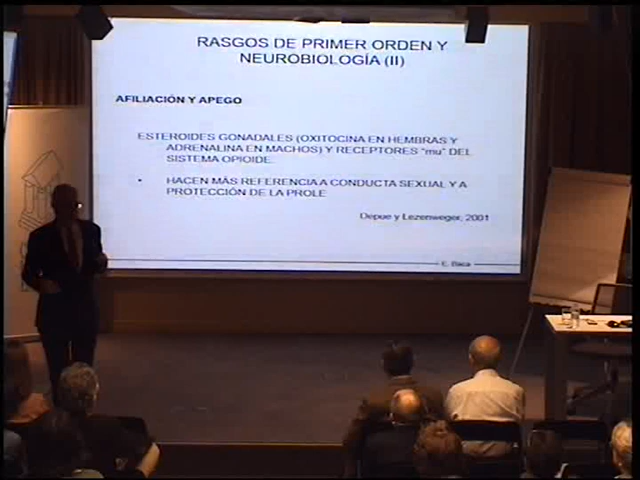 RASGOS DE PRIMER ORDEN Y
NEUROBIOLOGÍA (II)
AFILIACIÓN Y APEGO
ESTEROIDES GONADALES (OXITOCINA EN HEMBRAS Y
ADRENALINA EN MACHOS) Y RECEPTORES "mu" DEL
SISTEMA OPIOIDE.
• HACEN MÁS REFERENCIA A CONDUCTA SEXUAL Y A
PROTECCIÓN DE LA PROLE
Depue y Lezenweger, 2001
E. Baca